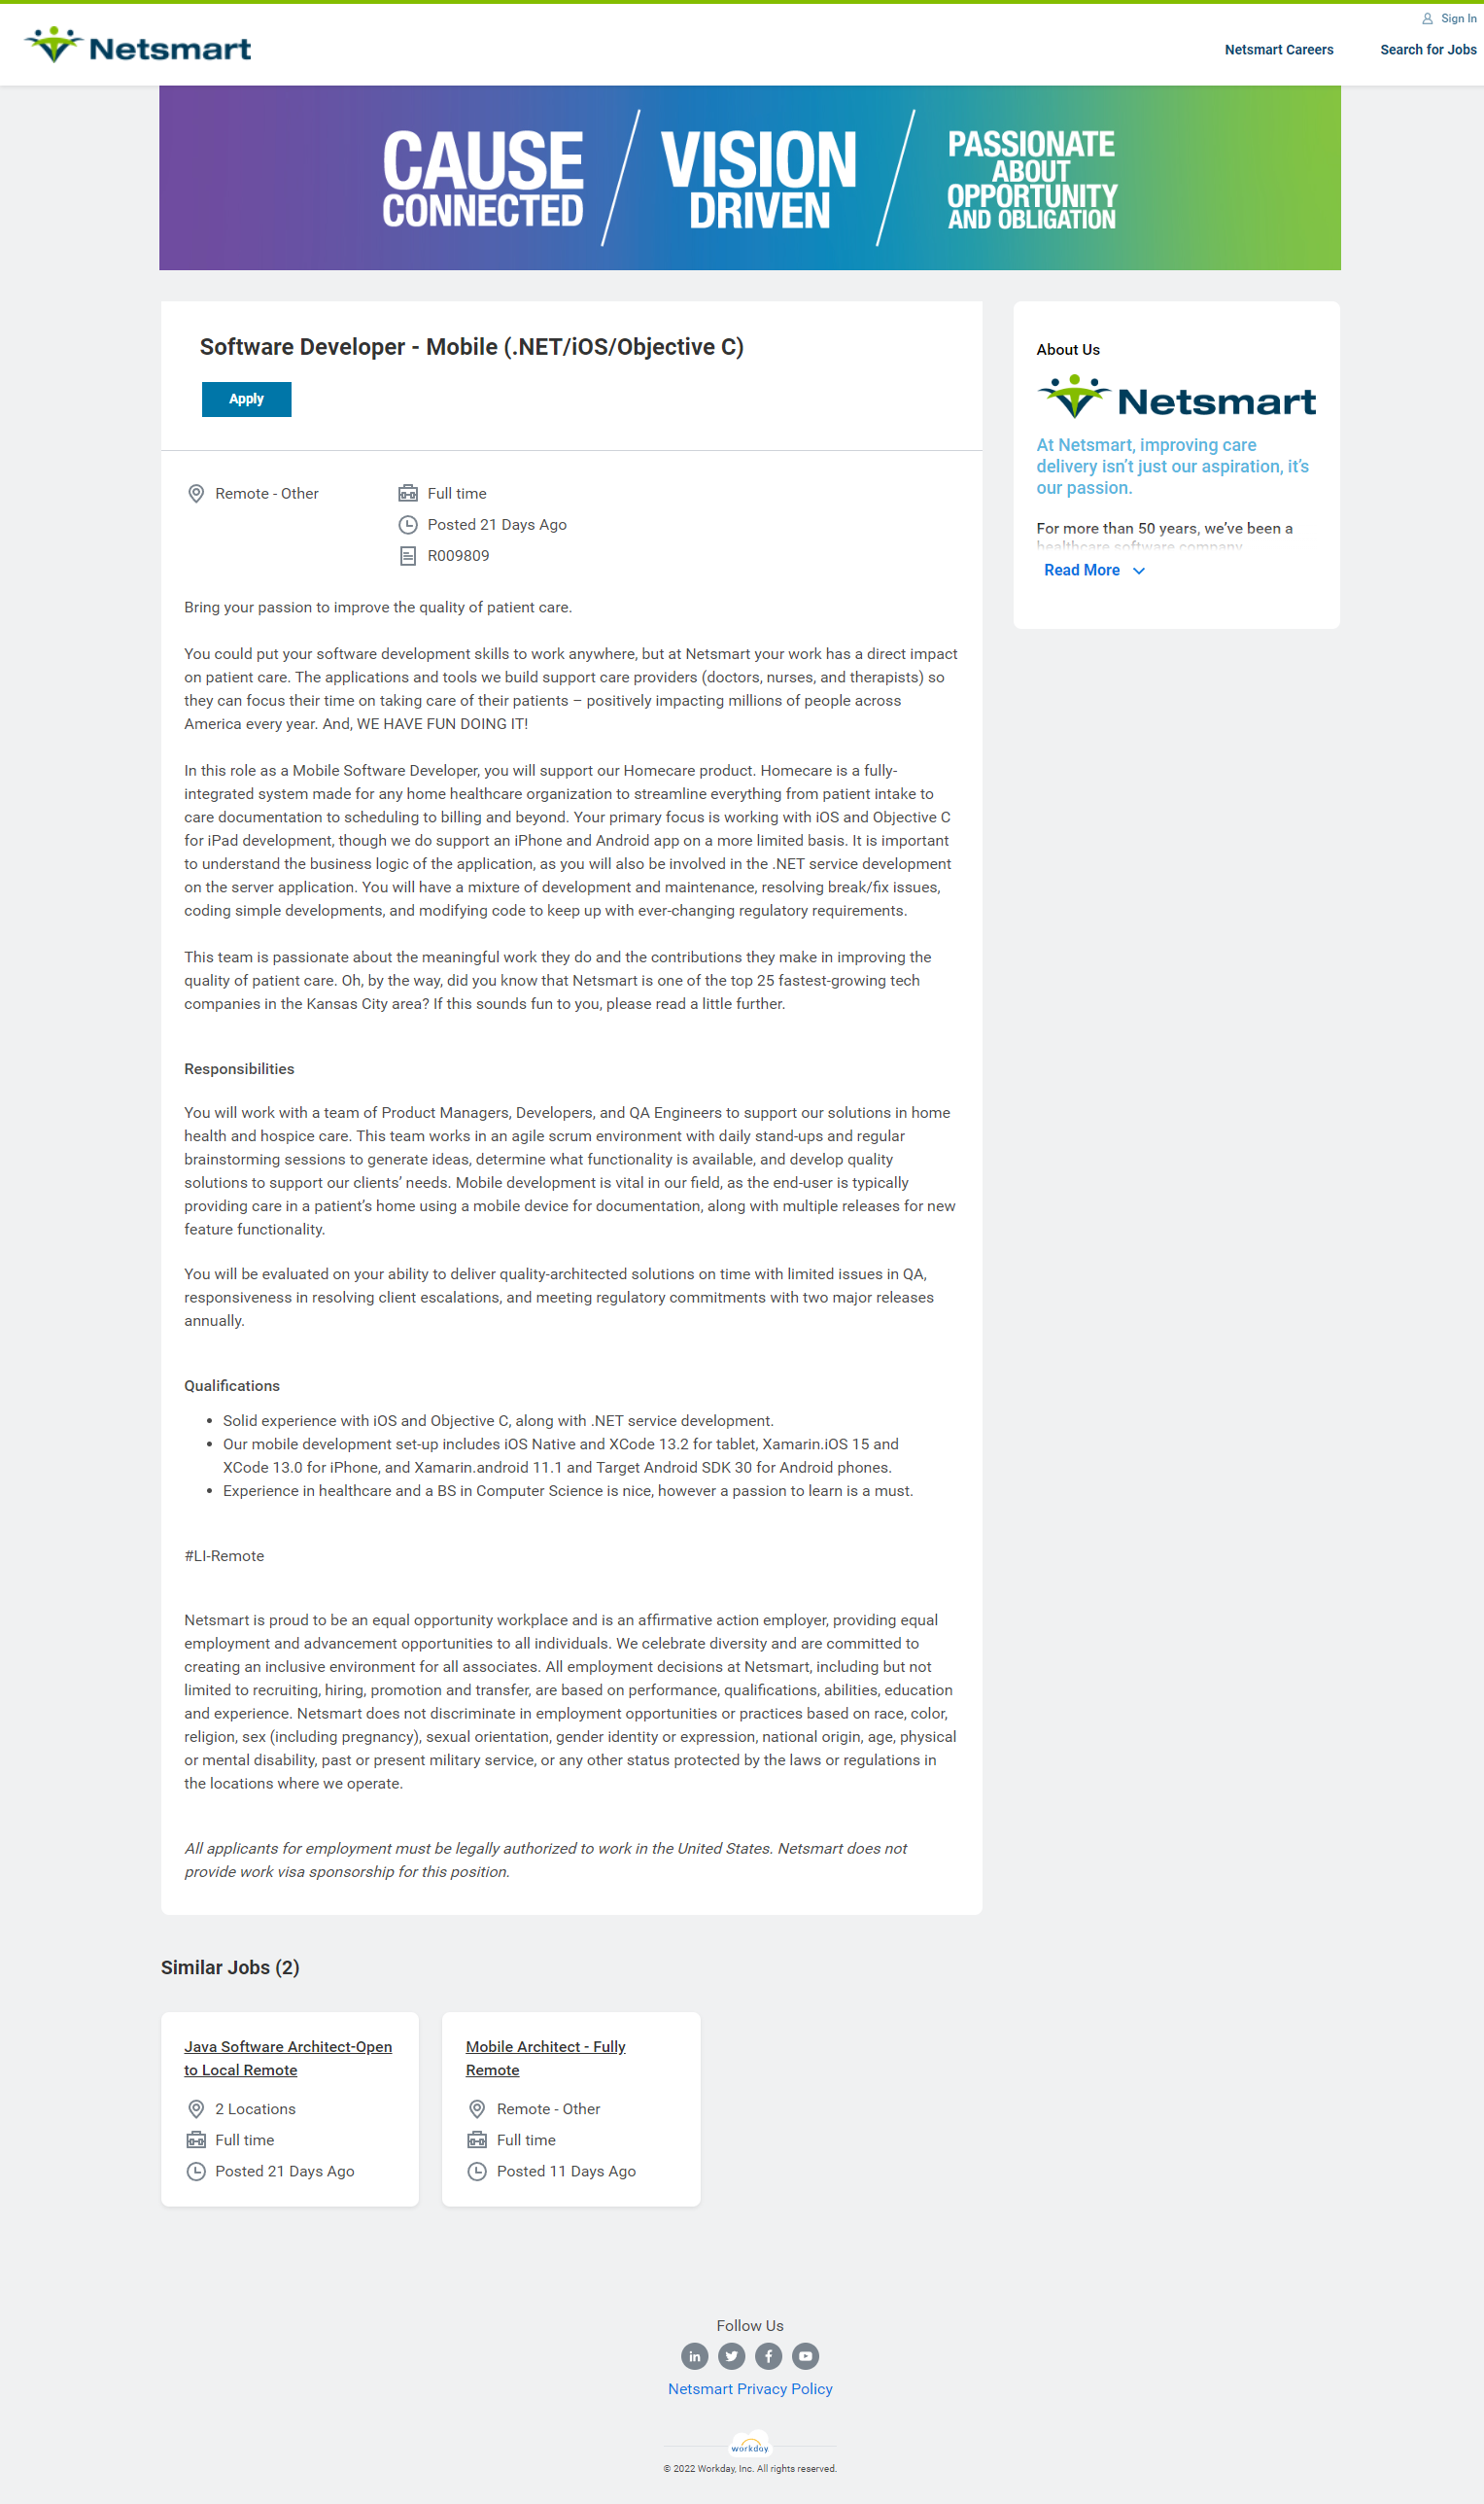 Sign In
Netsmart
Netsmart Careers
Search for Jobs
CAUSE
CONNECTED
VISION
DRIVEN
PASSIONATE
ABOUT
OPPORTUNITY
AND OBLIGATION
Software Developer - Mobile (.NET/iOS/Objective C)
Apply
Remote - Other
Full time
Posted 21 Days Ago
R009809
Bring your passion to improve the quality of patient care.
You could put your software development skills to work anywhere, but at Netsmart your work has a direct impact
on patient care. The applications and tools we build support care providers (doctors, nurses, and therapists) so
they can focus their time on taking care of their patients – positively impacting millions of people across
America every year. And, WE HAVE FUN DOING IT!
In this role as a Mobile Software Developer, you will support our Homecare product. Homecare is a fully-
integrated system made for any home healthcare organization to streamline everything from patient intake to
care documentation to scheduling to billing and beyond. Your primary focus is working with iOS and Objective C
for iPad development, though we do support an iPhone and Android app on a more limited basis. It is important
to understand the business logic of the application, as you will also be involved in the .NET service development
on the server application. You will have a mixture of development and maintenance, resolving break/fix issues,
coding simple developments, and modifying code to keep up with ever-changing regulatory requirements.
This team is passionate about the meaningful work they do and the contributions they make in improving the
quality of patient care. Oh, by the way, did you know that Netsmart is one of the top 25 fastest-growing tech
companies in the Kansas City area? If this sounds fun to you, please read a little further.
Responsibilities
You will work with a team of Product Managers, Developers, and QA Engineers to support our solutions in home
health and hospice care. This team works in an agile scrum environment with daily stand-ups and regular
brainstorming sessions to generate ideas, determine what functionality is available, and develop quality
solutions to support our clients’ needs. Mobile development is vital in our field, as the end-user is typically
providing care in a patient’s home using a mobile device for documentation, along with multiple releases for new
feature functionality.
You will be evaluated on your ability to deliver quality-architected solutions on time with limited issues in QA,
responsiveness in resolving client escalations, and meeting regulatory commitments with two major releases
annually.
Qualifications
• Solid experience with iOS and Objective C, along with .NET service development.
• Our mobile development set-up includes iOS Native and XCode 13.2 for tablet, Xamarin.iOS 15 and
XCode 13.0 for iPhone, and Xamarin.android 11.1 and Target Android SDK 30 for Android phones.
• Experience in healthcare and a BS in Computer Science is nice, however a passion to learn is a must.
#LI-Remote
Netsmart is proud to be an equal opportunity workplace and is an affirmative action employer, providing equal
employment and advancement opportunities to all individuals. We celebrate diversity and are committed to
creating an inclusive environment for all associates. All employment decisions at Netsmart, including but not
limited to recruiting, hiring, promotion and transfer, are based on performance, qualifications, abilities, education
and experience. Netsmart does not discriminate in employment opportunities or practices based on race, color,
religion, sex (including pregnancy), sexual orientation, gender identity or expression, national origin, age, physical
or mental disability, past or present military service, or any other status protected by the laws or regulations in
the locations where we operate.
All applicants for employment must be legally authorized to work in the United States. Netsmart does not
provide work visa sponsorship for this position.
About Us
Netsmart
At Netsmart, improving care
delivery isn’t just our aspiration, it’s
our passion.
For more than 50 years, we’ve been a
healthcare software company
Read More
Similar Jobs (2)
Java Software Architect-Open
to Local Remote
2 Locations
Full time
Posted 21 Days Ago
Mobile Architect - Fully
Remote
Remote - Other
Full time
Posted 11 Days Ago
Follow Us
Netsmart Privacy Policy
workday
© 2022 Workday, Inc. All rights reserved.